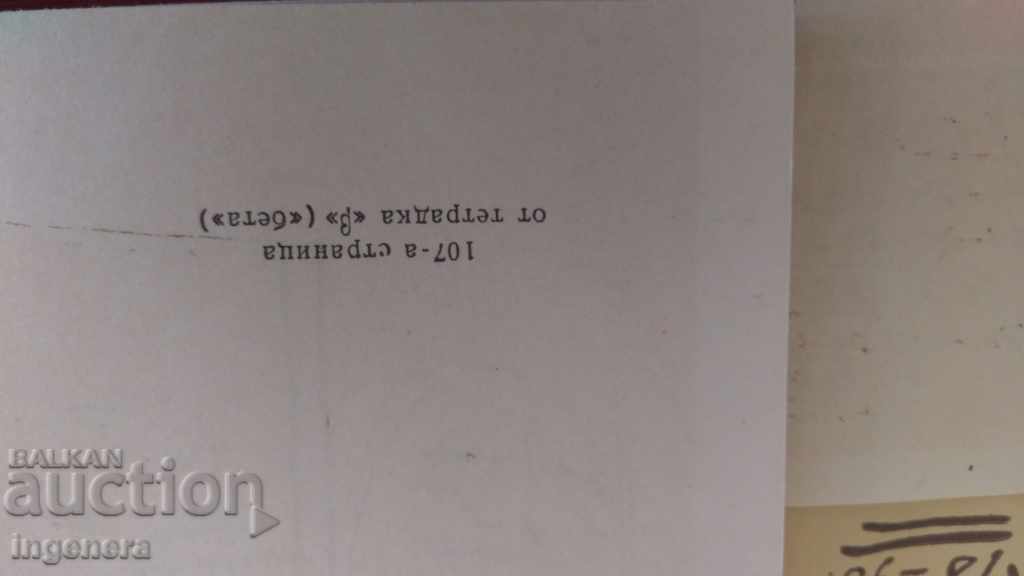 107-а страница
от тетрадка «β» («бета»)
BALKAN
auction
ingenera